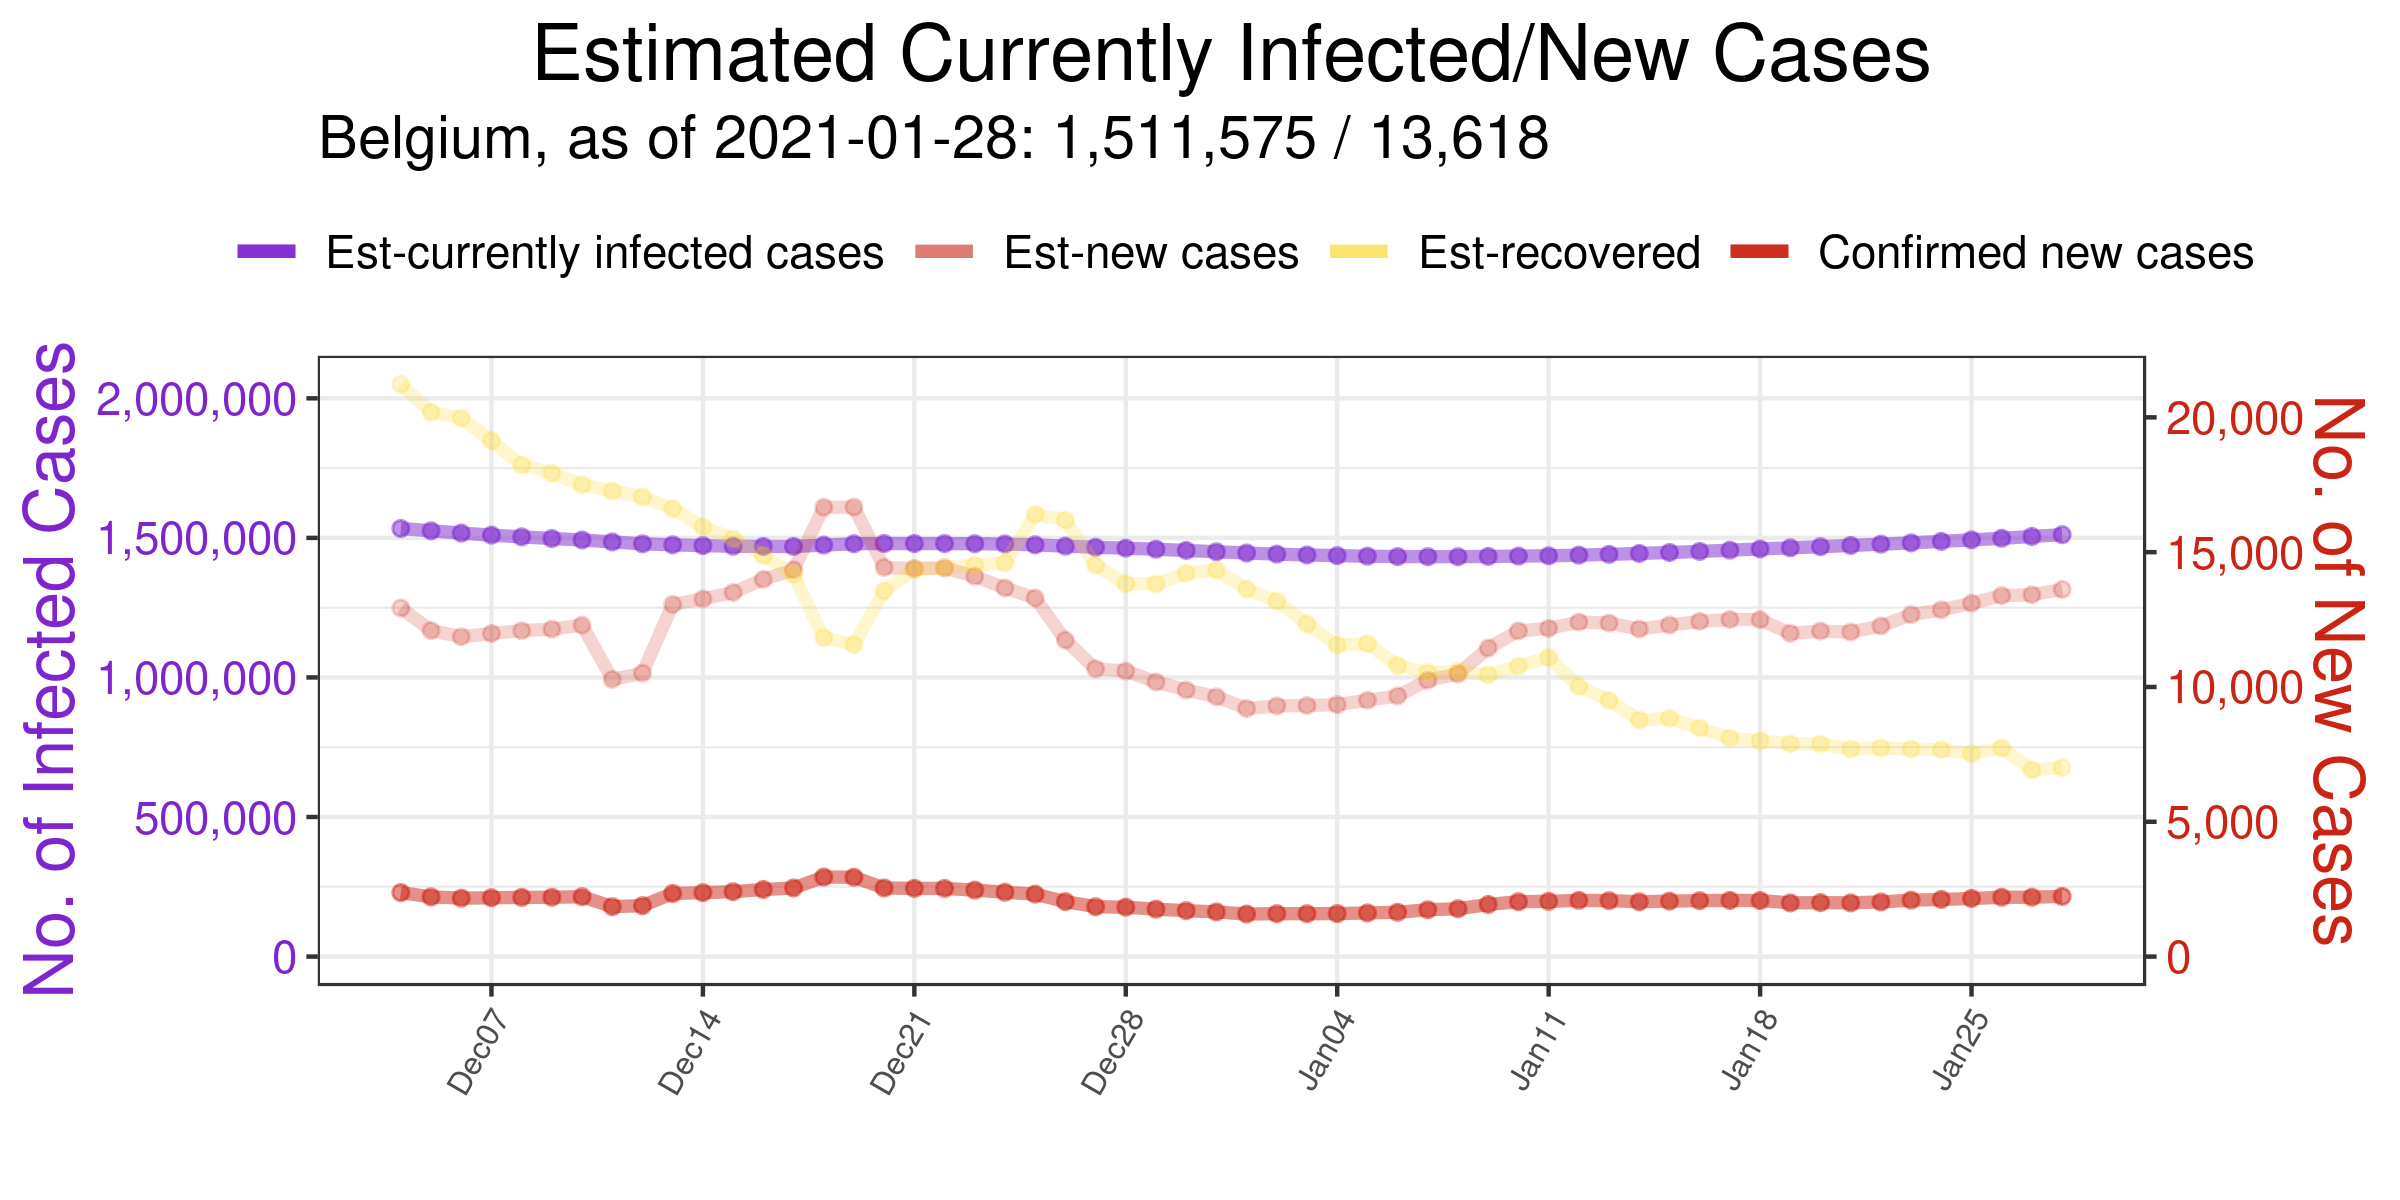 Estimated Currently Infected/New Cases
Belgium, as of 2021-01-28: 1,511,575 / 13,618
Est-currently infected cases
Est-new cases
Est-recovered
Confirmed new cases
No. of Infected Cases
2,000,000
1,500,000
1,000,000
500,000
0
20,000
15,000
10,000
5,000
0
No. of New Cases
Dec07
Dec14
Dec21
Dec28
Jan04
Jan11
Jan18
Jan25